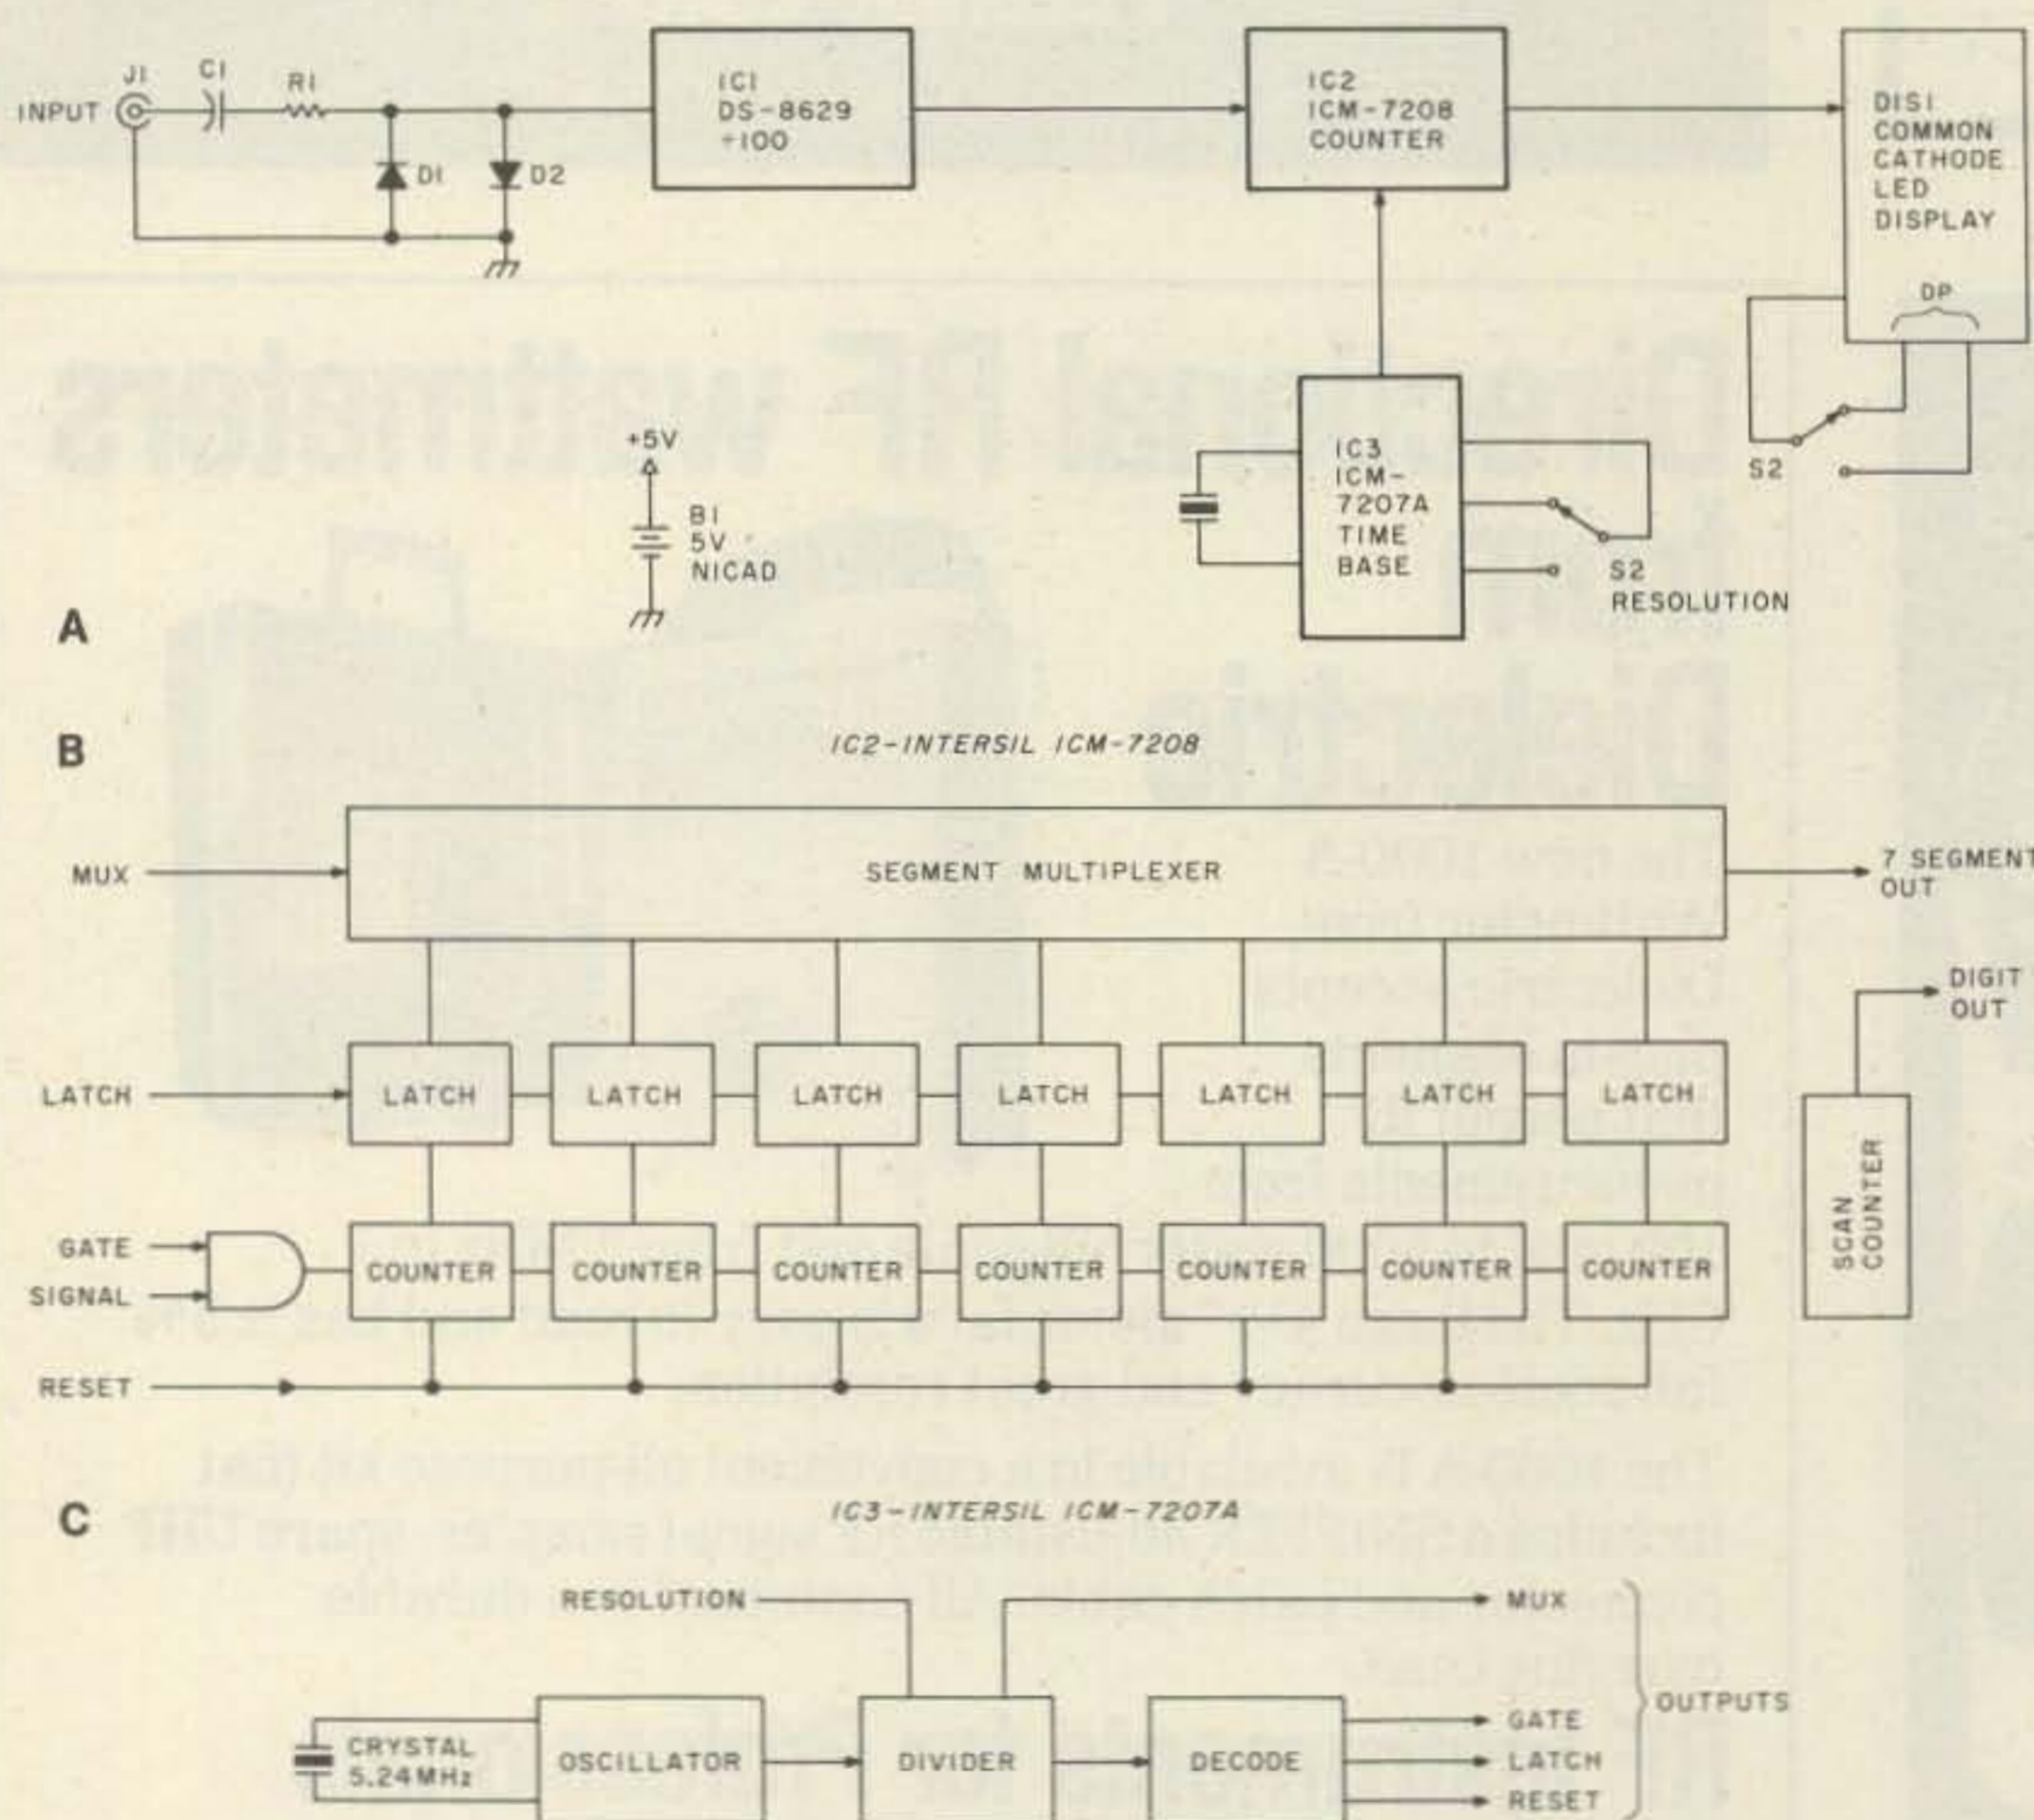 INPUT
J1
C1
R1
D1
D2
IC1
DS-8629
÷100
IC2
ICM-7208
COUNTER
DIS1
COMMON
CATHODE
LED
DISPLAY
DP
S2
+5V
B1
5V
NICAD
IC3
ICM-
7207A
TIME
BASE
S2
RESOLUTION
A
B
IC2-INTERSIL ICM-7208
MUX
SEGMENT MULTIPLEXER
7 SEGMENT
OUT
DIGIT
OUT
LATCH
LATCH
LATCH
LATCH
LATCH
LATCH
LATCH
LATCH
SCAN
COUNTER
GATE
SIGNAL
COUNTER
COUNTER
COUNTER
COUNTER
COUNTER
COUNTER
COUNTER
RESET
C
IC3-INTERSIL ICM-7207A
RESOLUTION
MUX
OUTPUTS
CRYSTAL
5.24MHz
OSCILLATOR
DIVIDER
DECODE
GATE
LATCH
RESET